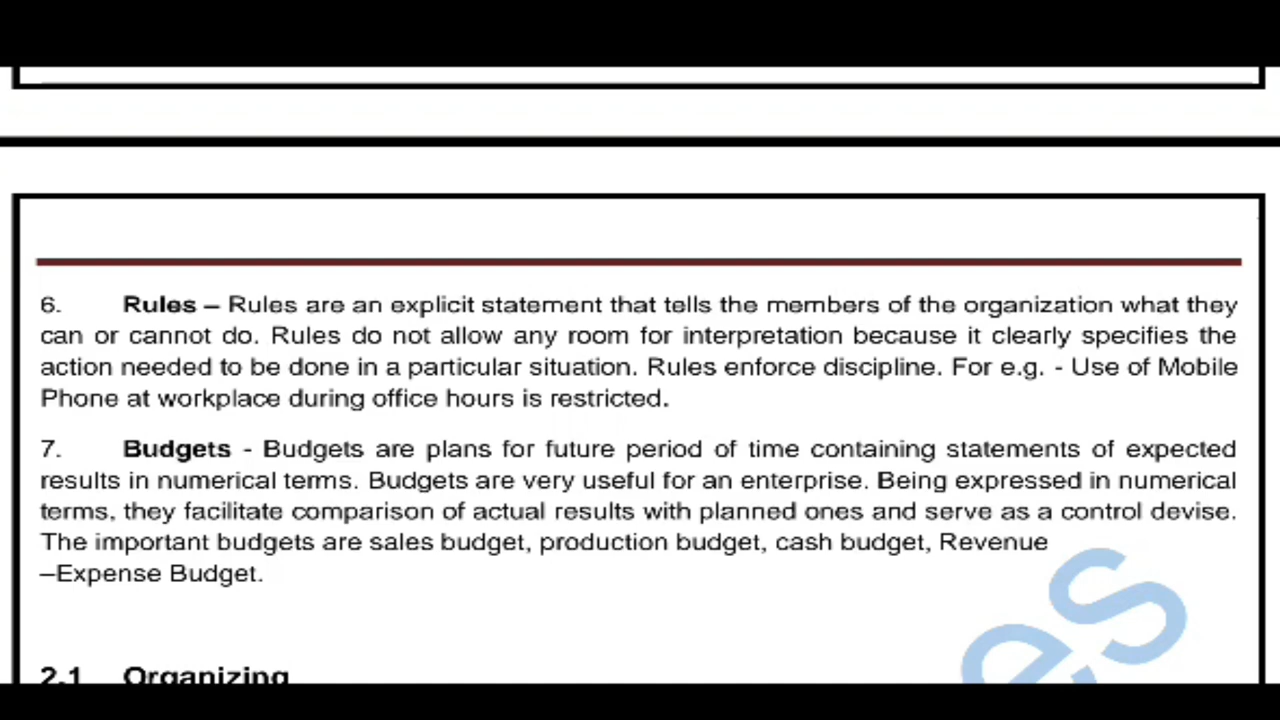 6. Rules – Rules are an explicit statement that tells the members of the organization what they
can or cannot do. Rules do not allow any room for interpretation because it clearly specifies the
action needed to be done in a particular situation. Rules enforce discipline. For e.g. - Use of Mobile
Phone at workplace during office hours is restricted.
7. Budgets - Budgets are plans for future period of time containing statements of expected
results in numerical terms. Budgets are very useful for an enterprise. Being expressed in numerical
terms, they facilitate comparison of actual results with planned ones and serve as a control devise.
The important budgets are sales budget, production budget, cash budget, Revenue
–Expense Budget.
es
2.1 Organizing